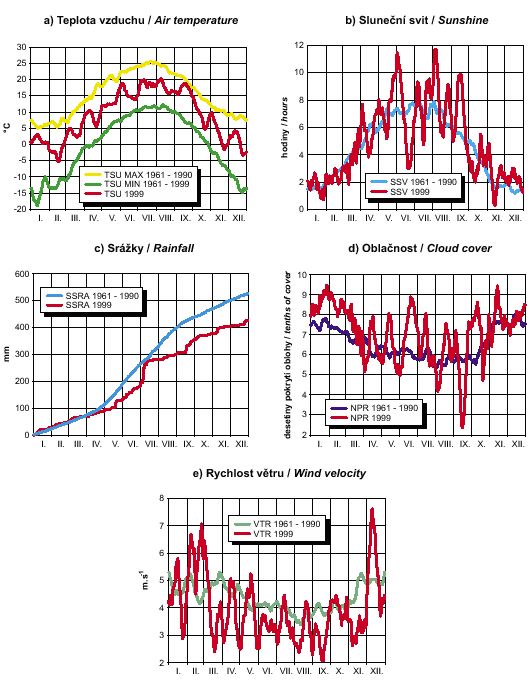 a) Teplota vzduchu / Air temperature
°C
30
25
20
15
10
5
0
-5
-10
-15
-20
TSU MAX 1961 - 1990
TSU MIN 1961 - 1999
TSU 1999
I. II. III. IV. V. VI. VII. VIII. IX. X. XI. XII.
b) Sluneční svit / Sunshine
hodiny / hours
12
10
8
6
4
2
0
SSV 1961 - 1990
SSV 1999
I. II. III. IV. V. VI. VII. VIII. IX. X. XI. XII.
c) Srážky / Rainfall
mm
600
500
400
300
200
100
0
SSRA 1961 - 1990
SSRA 1999
I. II. III. IV. V. VI. VII. VIII. IX. X. XI. XII.
d) Oblačnost / Cloud cover
desetiny pokrytí oblohy / tenths of cover
10
9
8
7
6
5
4
3
2
NPR 1961 - 1990
NPR 1999
I. II. III. IV. V. VI. VII. VIII. IX. X. XI. XII.
e) Rychlost větru / Wind velocity
m.s-1
8
7
6
5
4
3
2
VTR 1961 - 1990
VTR 1999
I. II. III. IV. V. VI. VII. VIII. IX. X. XI. XII.